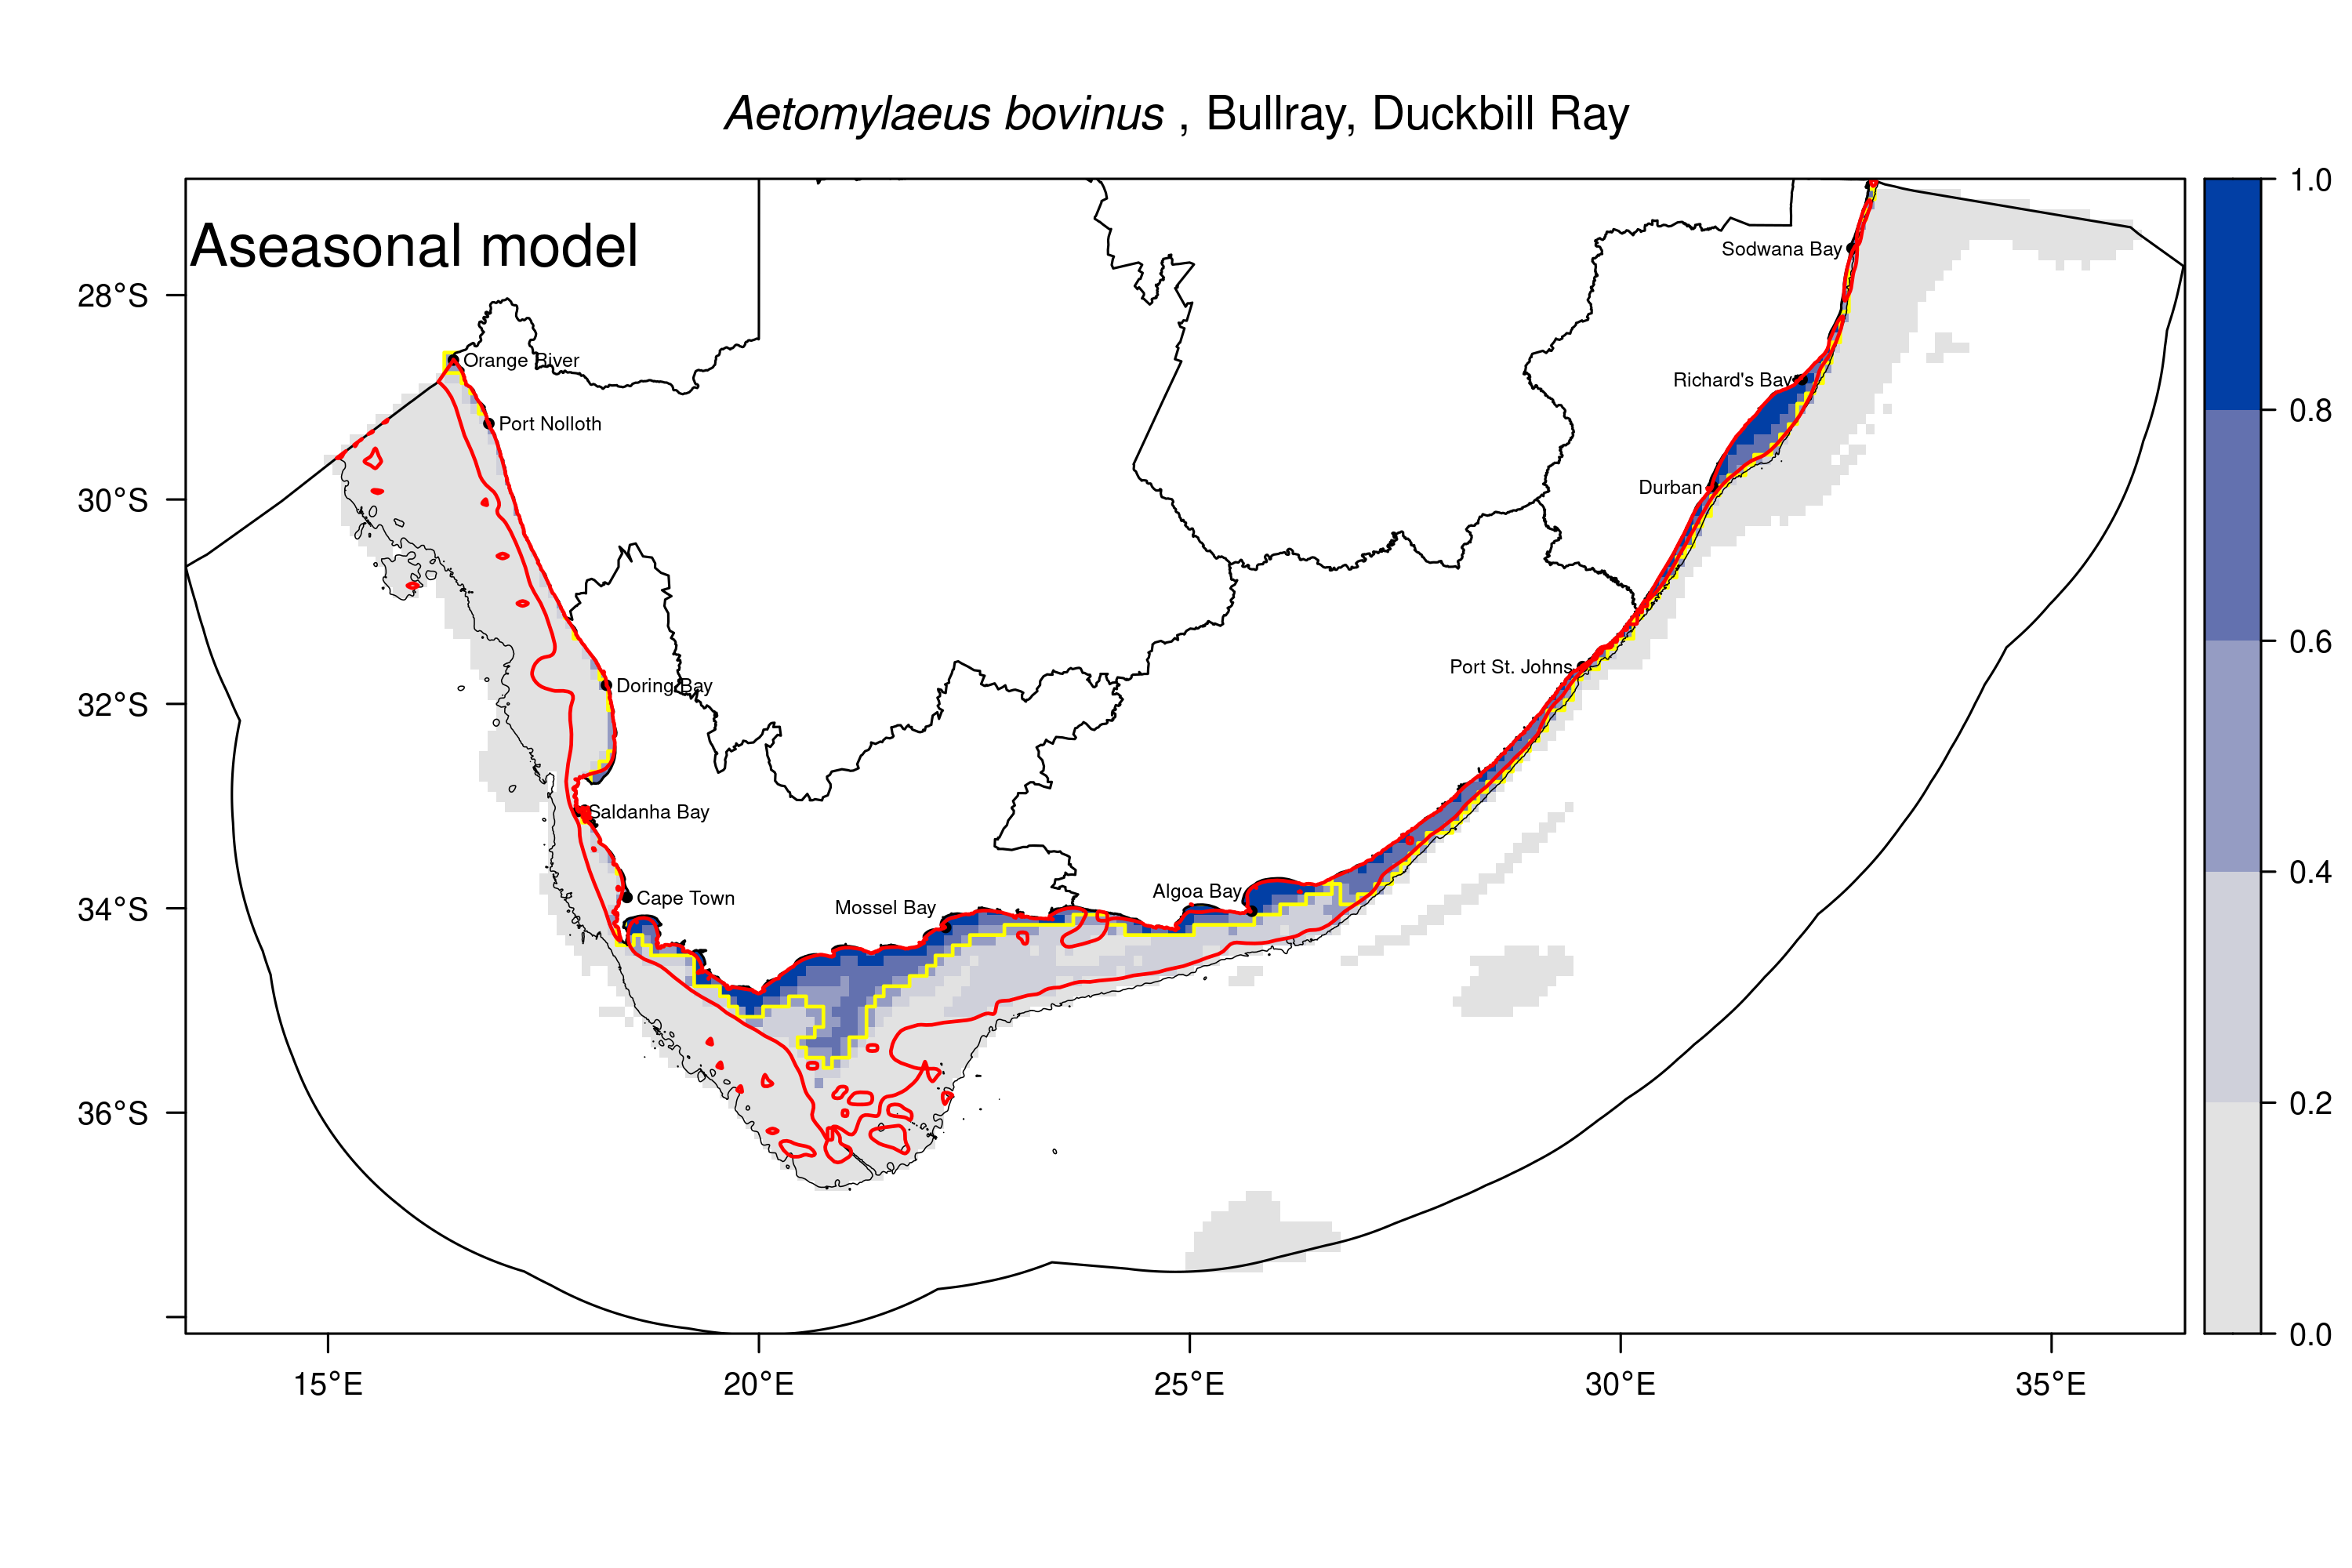 Aetomylaeus bovinus , Bullray, Duckbill Ray
Aseasonal model
1.0
0.8
0.6
0.4
0.2
0.0
28°S
30°S
32°S
34°S
36°S
Sodwana Bay
Orange River
Richard's Bay
Port Nolloth
Durban
Port St. Johns
Doring Bay
Saldanha Bay
Algoa Bay
Cape Town
Mossel Bay
15°E
20°E
25°E
30°E
35°E